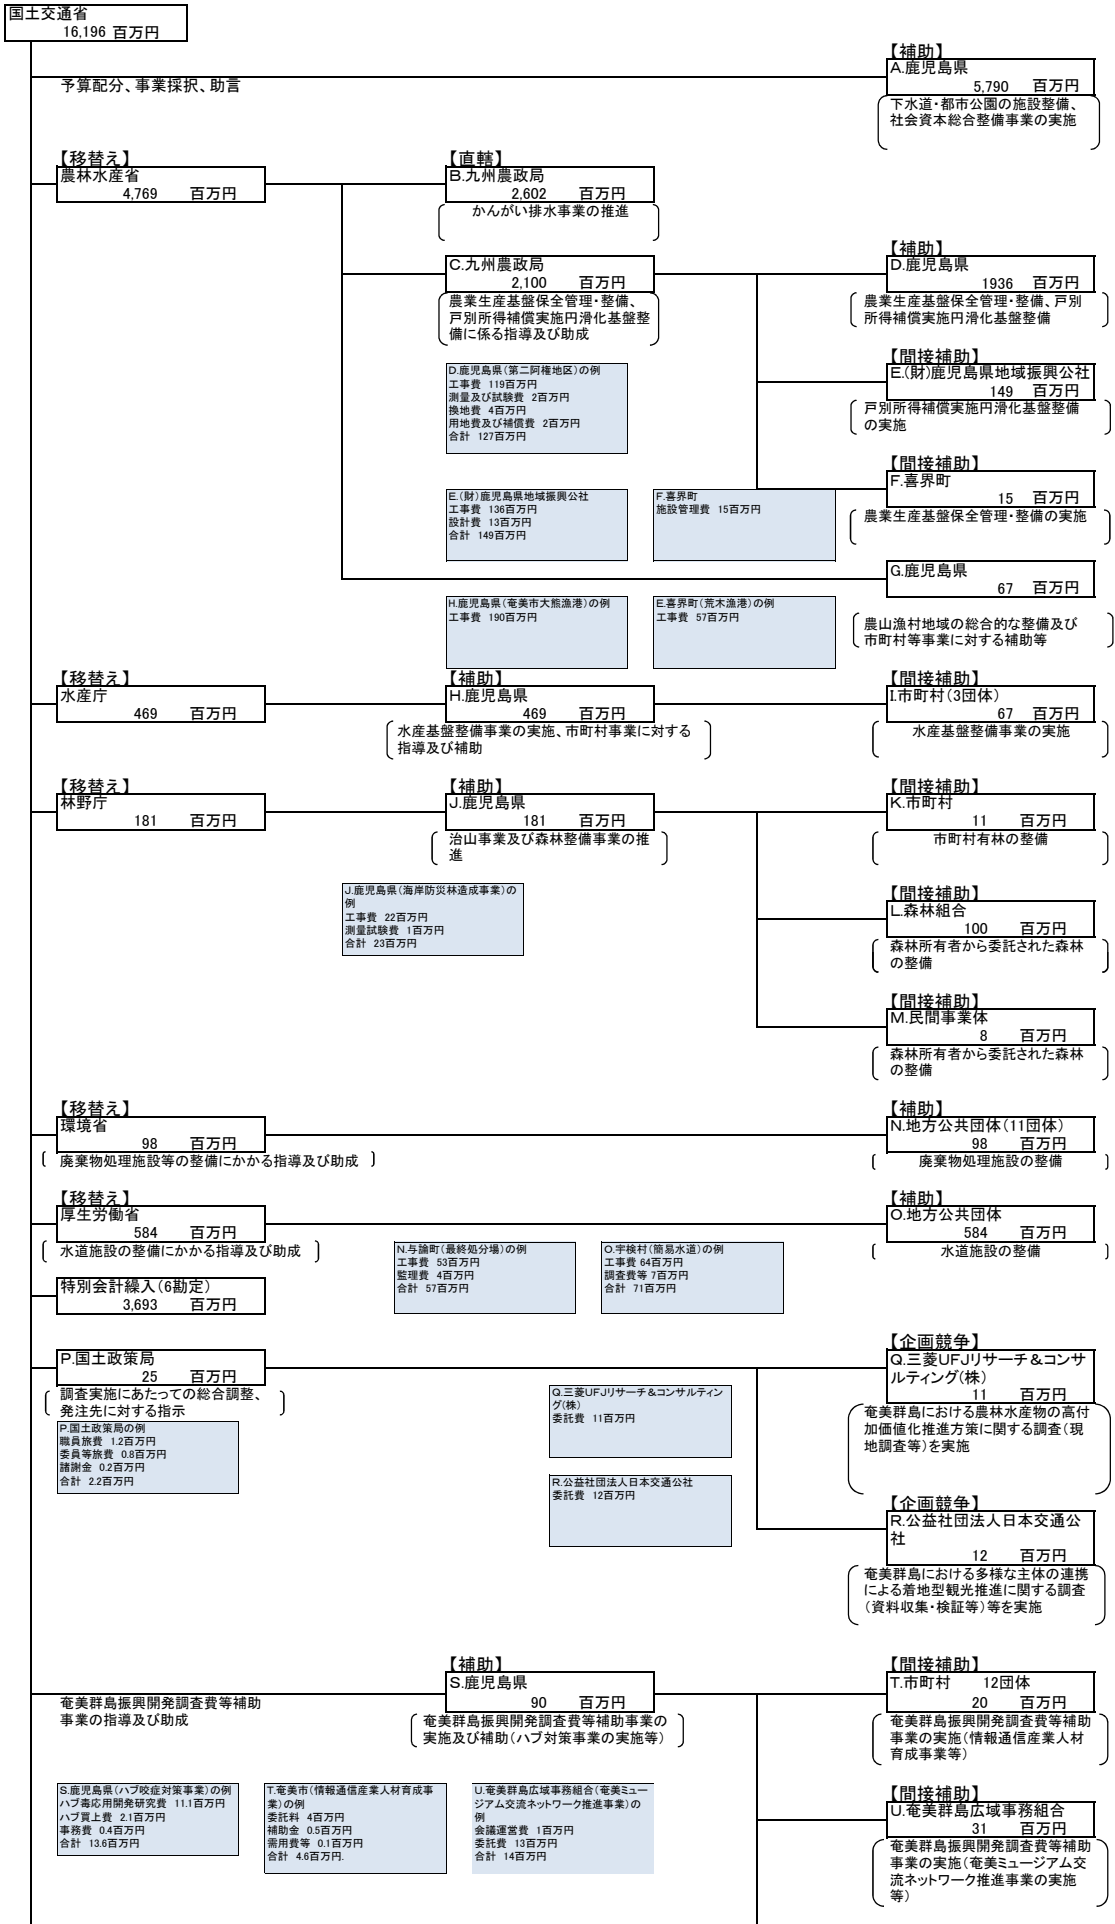 国土交通省
16,196 百万円
【補助】
A.鹿児島県
5,790 百万円
予算配分、事業採択、助言
下水道・都市公園の施設整備、
社会資本総合整備事業の実施
【移替え】
農林水産省
4,769 百万円
【直轄】
B.九州農政局
2,602 百万円
かんがい排水事業の推進
C.九州農政局
2,100 百万円
農業生産基盤保全管理・整備、
戸別所得補償実施円滑化基盤整
備に係る指導及び助成
【補助】
D.鹿児島県
1936 百万円
農業生産基盤保全管理・整備、戸別
所得補償実施円滑化基盤整備
D.鹿児島県(第二阿権地区)の例
工事費 119百万円
測量及び試験費 2百万円
換地費 4百万円
用地費及び補償費 2百万円
合計 127百万円
【間接補助】
E.(財)鹿児島県地域振興公社
149 百万円
戸別所得補償実施円滑化基盤整備
の実施
【間接補助】
F.喜界町
15 百万円
農業生産基盤保全管理・整備の実施
E.(財)鹿児島県地域振興公社
工事費 136百万円
設計費 13百万円
合計 149百万円
F.喜界町
施設管理費 15百万円
G.鹿児島県
67 百万円
農山漁村地域の総合的な整備及び
市町村等事業に対する補助等
H.鹿児島県(奄美市大熊漁港)の例
工事費 190百万円
E.喜界町(荒木漁港)の例
工事費 57百万円
【移替え】
水産庁
469 百万円
【補助】
H.鹿児島県
469 百万円
水産基盤整備事業の実施、市町村事業に対する
指導及び補助
【間接補助】
I.市町村(3団体)
67 百万円
水産基盤整備事業の実施
【移替え】
林野庁
181 百万円
【補助】
J.鹿児島県
181 百万円
治山事業及び森林整備事業の推
進
【間接補助】
K.市町村
11 百万円
市町村有林の整備
J.鹿児島県(海岸防災林造成事業)の
例
工事費 22百万円
測量試験費 1百万円
合計 23百万円
【間接補助】
L.森林組合
100 百万円
森林所有者から委託された森林
の整備
【間接補助】
M.民間事業体
8 百万円
森林所有者から委託された森林
の整備
【移替え】
環境省
98 百万円
廃棄物処理施設等の整備にかかる指導及び助成
【補助】
N.地方公共団体(11団体)
98 百万円
廃棄物処理施設の整備
【移替え】
厚生労働省
584 百万円
水道施設の整備にかかる指導及び助成
【補助】
O.地方公共団体
584 百万円
水道施設の整備
N.与論町(最終処分場)の例
工事費 53百万円
監理費 4百万円
合計 57百万円
O.宇検村(簡易水道)の例
工事費 64百万円
調査費等 7百万円
合計 71百万円
特別会計繰入(6勘定)
3,693 百万円
P.国土政策局
25 百万円
調査実施にあたっての総合調整、
発注先に対する指示
P.国土政策局の例
職員旅費 1.2百万円
委員等旅費 0.8百万円
諸謝金 0.2百万円
合計 2.2百万円
【企画競争】
Q.三菱UFJリサーチ&コンサ
ルティング(株)
11 百万円
奄美群島における農林水産物の高付
加価値化推進方策に関する調査(現
地調査等)を実施
Q.三菱UFJリサーチ&コンサルティン
グ(株)
委託費 11百万円
R.公益社団法人日本交通公社
委託費 12百万円
【企画競争】
R.公益社団法人日本交通公
社
12 百万円
奄美群島における多様な主体の連携
による着地型観光推進に関する調査
(資料収集・検証等)等を実施
奄美群島振興開発調査費等補助
事業の指導及び助成
【補助】
S.鹿児島県
90 百万円
奄美群島振興開発調査費等補助事業の
実施及び補助(ハブ対策事業の実施等)
【間接補助】
T.市町村 12団体
20 百万円
奄美群島振興開発調査費等補助
事業の実施(情報通信産業人材
育成事業等)
S.鹿児島県(ハブ咬症対策事業)の例
ハブ毒応用開発研究費 11.1百万円
ハブ買上費 2.1百万円
事務費 0.4百万円
合計 13.6百万円
T.奄美市(情報通信産業人材育成事
業)の例
委託料 4百万円
補助金 0.5百万円
需用費等 0.1百万円
合計 4.6百万円.
U.奄美群島広域事務組合(奄美ミュー
ジアム交流ネットワーク推進事業)の
例
会議運営費 1百万円
委託費 13百万円
合計 14百万円
【間接補助】
U.奄美群島広域事務組合
31 百万円
奄美群島振興開発調査費等補助
事業の実施(奄美ミュージアム交
流ネットワーク推進事業の実施
等)